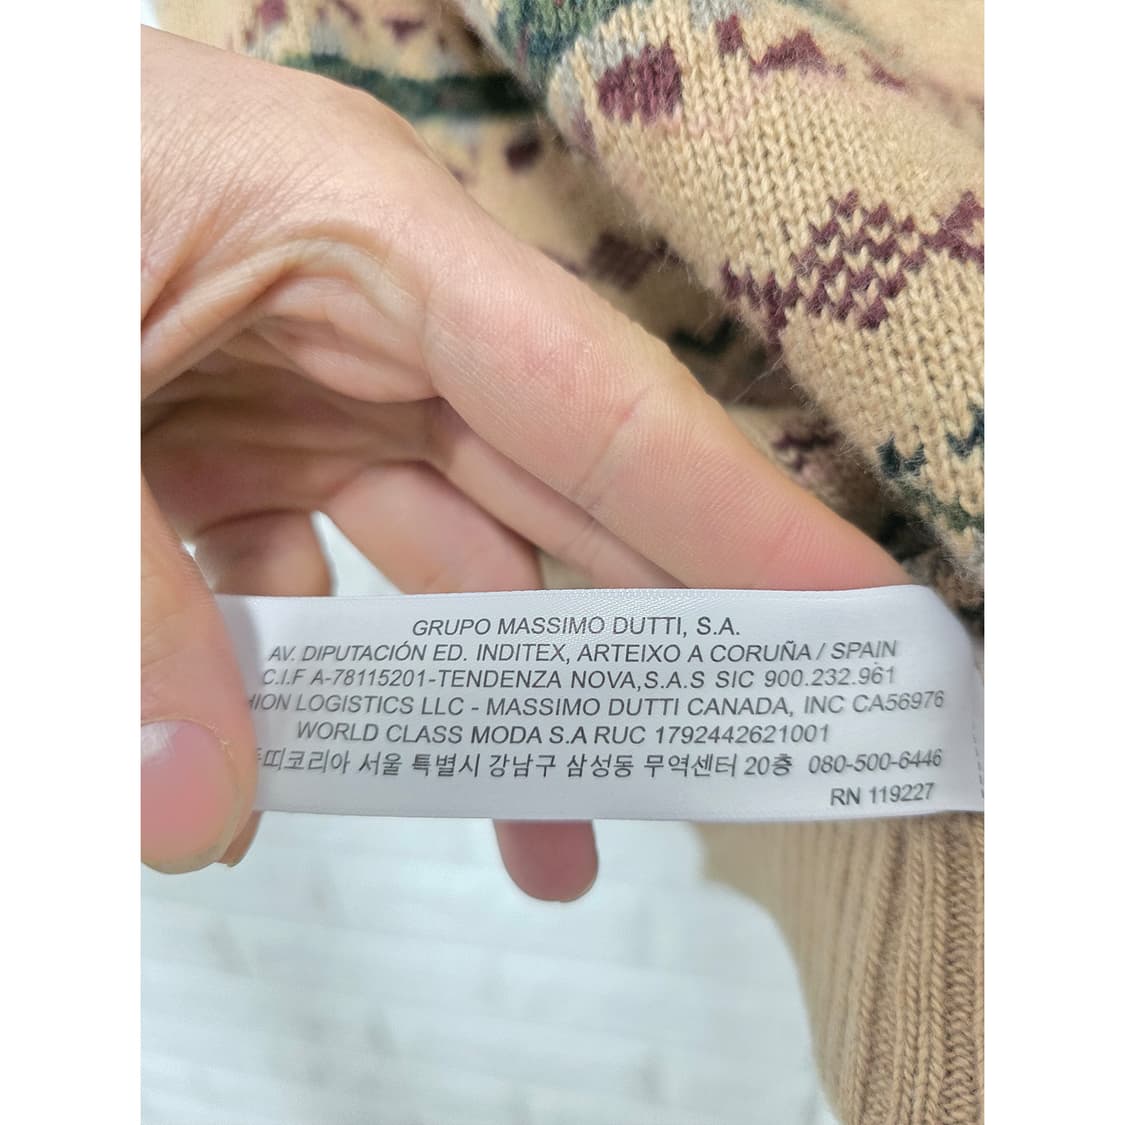 GRUPO MASSIMO DUTTI, S.A.
AV. DIPUTACIÓN ED. INDITEX, ARTEIXO A CORUÑA / SPAIN
C.I.F A-78115201-TENDENZA NOVA,S.A.S SIC 900.232.961
HION LOGISTICS LLC - MASSIMO DUTTI CANADA, INC CA56976
WORLD CLASS MODA S.A RUC 1792442621001
띠코리아 서울 특별시 강남구 삼성동 무역센터 20층 080-500-6446
RN 119227